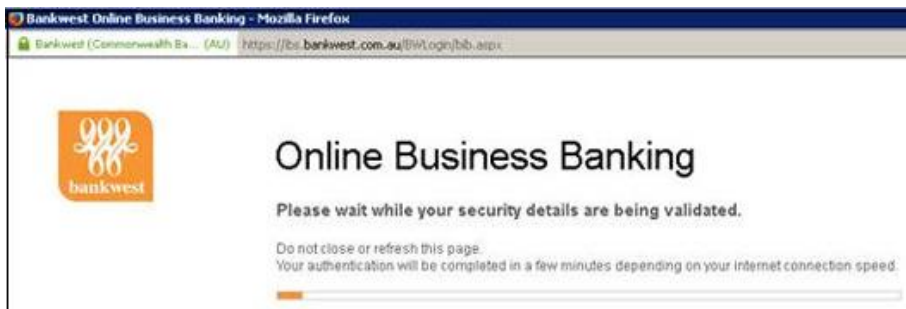 Bankwest Online Business Banking - Mozilla Firefox
Bankwest (Commonwealth Ba... (AU) https://ibs.bankwest.com.au/BWLogin/bib.aspx
bankwest
Online Business Banking
Please wait while your security details are being validated.
Do not close or refresh this page.
Your authentication will be completed in a few minutes depending on your internet connection speed.